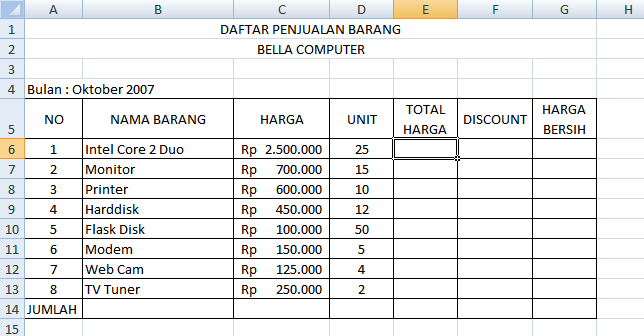 A B C D E F G H
1 DAFTAR PENJUALAN BARANG
2 BELLA COMPUTER
3
4 Bulan : Oktober 2007
5 NO NAMA BARANG HARGA UNIT TOTAL HARGA DISCOUNT HARGA BERSIH
6 1 Intel Core 2 Duo Rp 2.500.000 25
7 2 Monitor Rp 700.000 15
8 3 Printer Rp 600.000 10
9 4 Harddisk Rp 450.000 12
10 5 Flask Disk Rp 100.000 50
11 6 Modem Rp 150.000 5
12 7 Web Cam Rp 125.000 4
13 8 TV Tuner Rp 250.000 2
14 JUMLAH
15